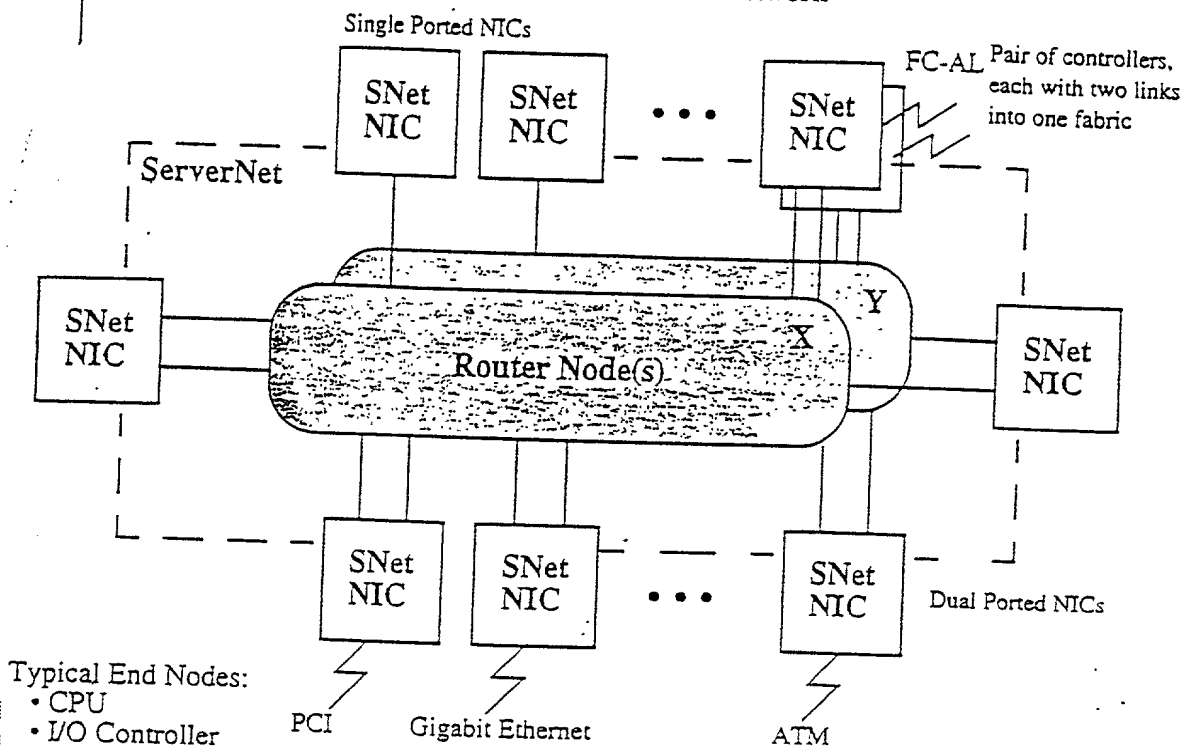 Single Ported NICs
FC-AL
Pair of controllers,
each with two links
into one fabric
SNet
NIC
SNet
NIC
• • •
SNet
NIC
ServerNet
SNet
NIC
Y
X
Router Node(s)
SNet
NIC
SNet
NIC
SNet
NIC
• • •
SNet
NIC
Dual Ported NICs
Typical End Nodes:
• CPU
• I/O Controller
PCI
Gigabit Ethernet
ATM